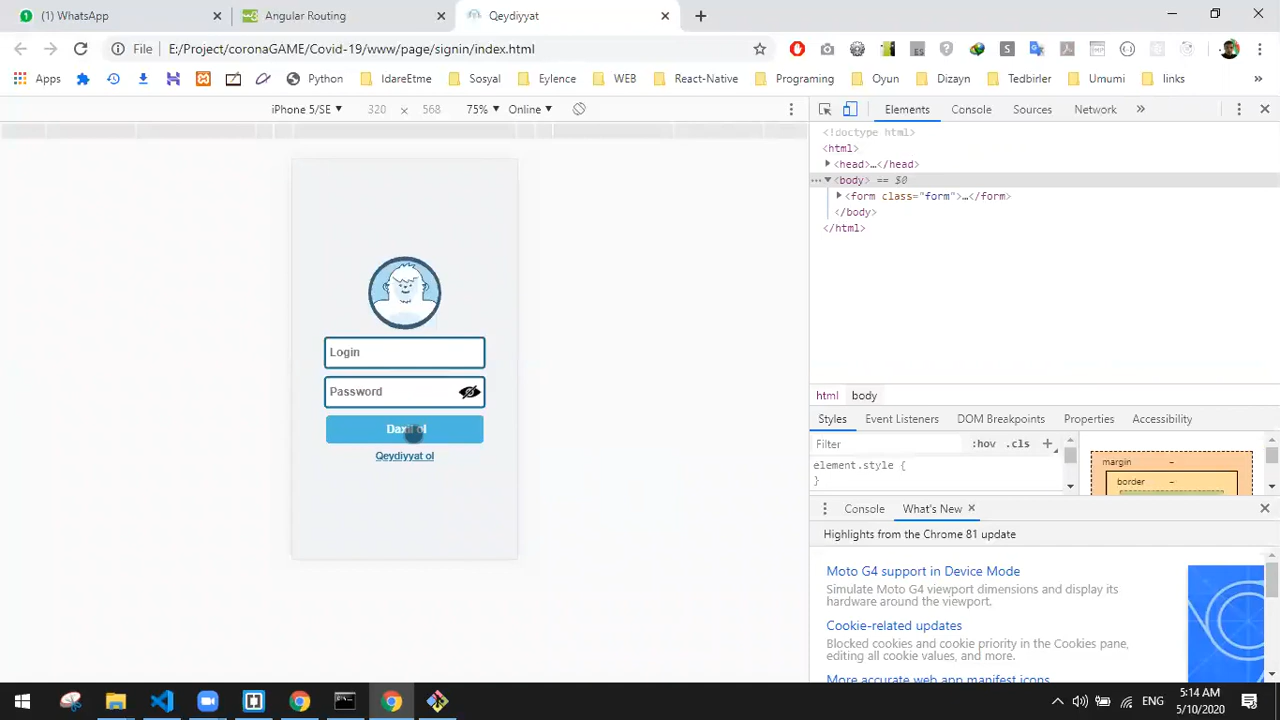 WhatsApp
Angular Routing
Qeydiyyat
File
E:/Project/coronaGAME/Covid-19/www/page/signin/index.html
Apps
Python
IdareEtme
Sosyal
Eylence
WEB
React-Native
Programing
Oyun
Dizayn
Tedbirler
Umumi
links
»
iPhone 5/SE ▼ 320 × 568 75% ▼ Online ▼
Elements Console Sources Network »
<!doctype html>
<html>
<head>…</head>
<body> == $0
<form class="form">…</form>
</body>
</html>
html body
Styles Event Listeners DOM Breakpoints Properties Accessibility
Filter :hov .cls +
element.style {
}
margin –
border –
Login
Password
Daxil ol
Qeydiyyat ol
Console What's New ×
Highlights from the Chrome 81 update
Moto G4 support in Device Mode
Simulate Moto G4 viewport dimensions and display its
hardware around the viewport.
Cookie-related updates
Blocked cookies and cookie priority in the Cookies pane,
editing all cookie values, and more.
More accurate web app manifest icons
ENG
5:14 AM
5/10/2020